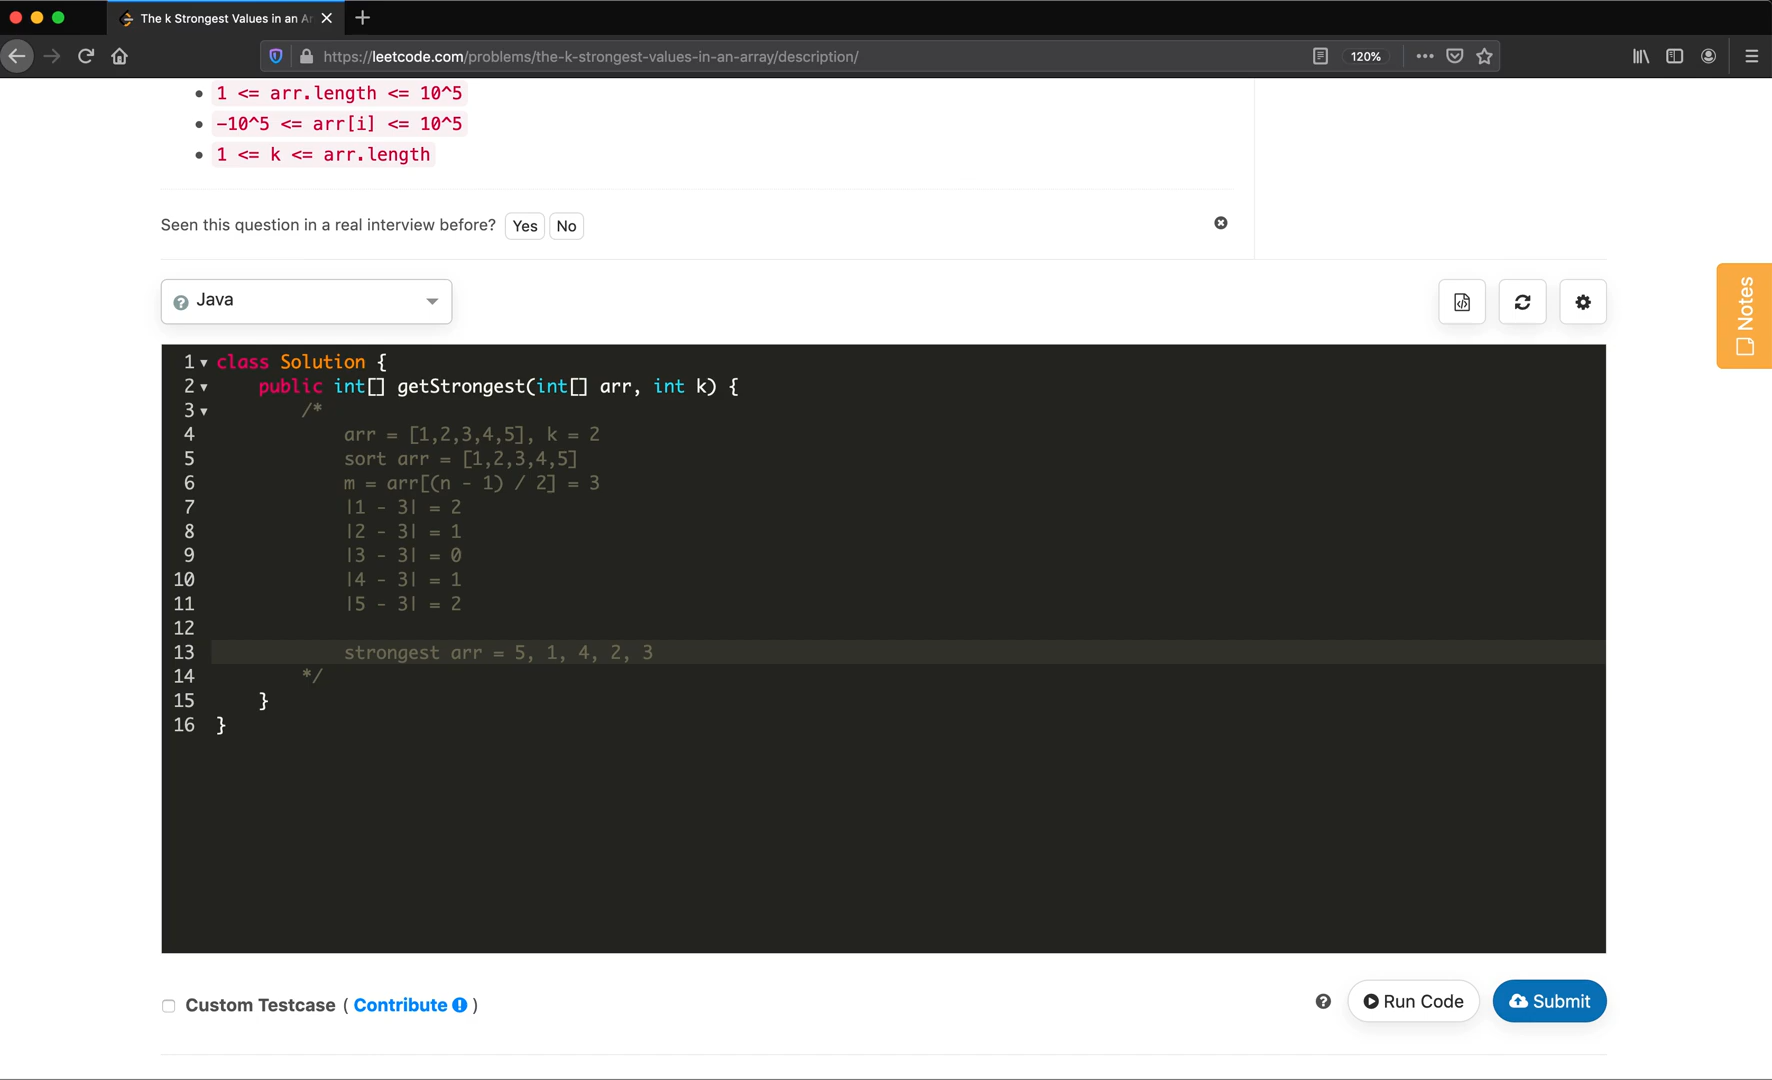 The k Strongest Values in an Ar
https://leetcode.com/problems/the-k-strongest-values-in-an-array/description/
120%
1 <= arr.length <= 10^5
-10^5 <= arr[i] <= 10^5
1 <= k <= arr.length
Seen this question in a real interview before? Yes No
Notes
Java
1 class Solution {
2 public int[] getStrongest(int[] arr, int k) {
3 /*
4 arr = [1,2,3,4,5], k = 2
5 sort arr = [1,2,3,4,5]
6 m = arr[(n - 1) / 2] = 3
7 |1 - 3| = 2
8 |2 - 3| = 1
9 |3 - 3| = 0
10 |4 - 3| = 1
11 |5 - 3| = 2
12
13 strongest arr = 5, 1, 4, 2, 3
14 */
15 }
16 }
Custom Testcase ( Contribute )
Run Code
Submit